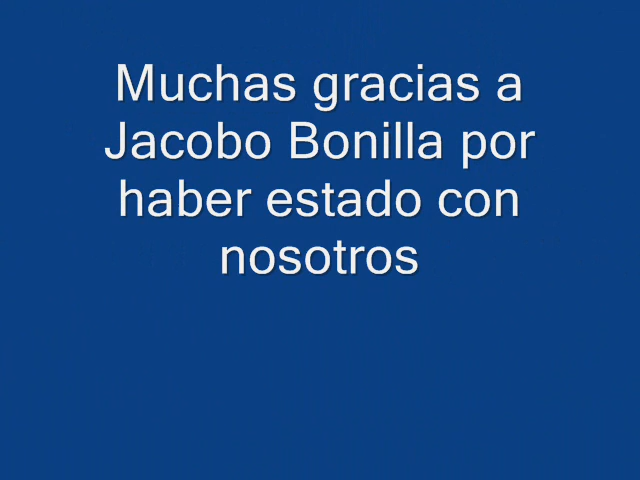 Muchas gracias a
Jacobo Bonilla por
haber estado con
nosotros